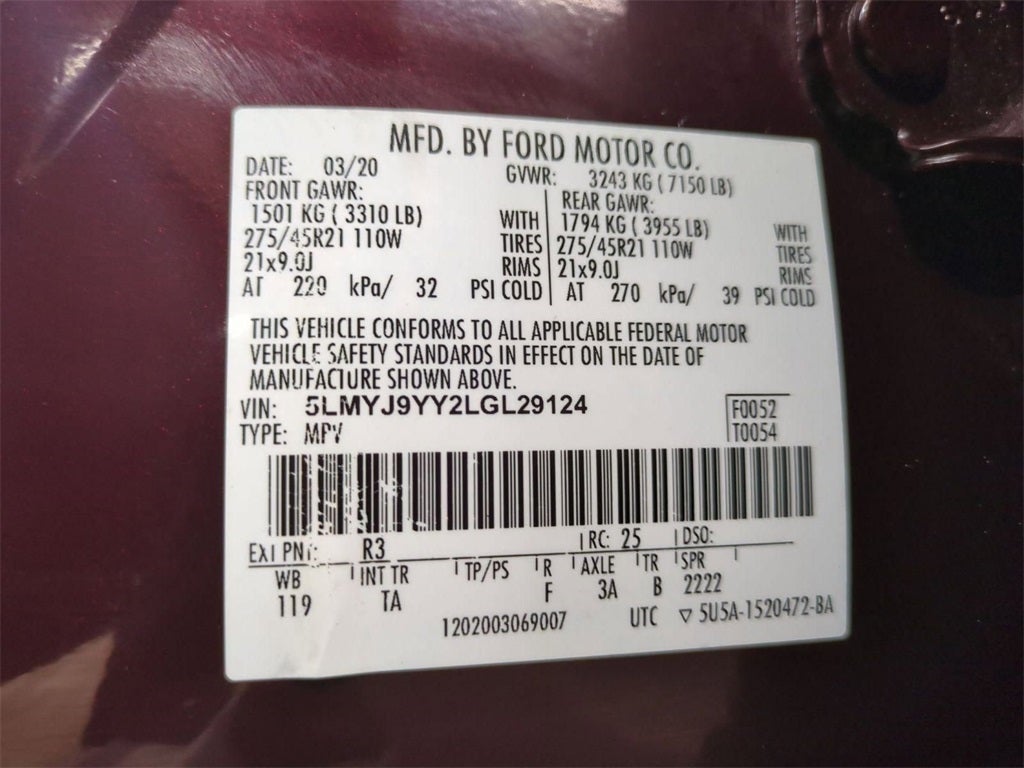 MFD. BY FORD MOTOR CO.
DATE: 03/20 GVWR: 3243 KG ( 7150 LB)
FRONT GAWR: REAR GAWR:
1501 KG ( 3310 LB) WITH 1794 KG ( 3955 LB) WITH
275/45R21 110W TIRES 275/45R21 110W TIRES
21x9.0J RIMS 21x9.0J RIMS
AT 220 kPa/ 32 PSI COLD AT 270 kPa/ 39 PSI COLD
THIS VEHICLE CONFORMS TO ALL APPLICABLE FEDERAL MOTOR
VEHICLE SAFETY STANDARDS IN EFFECT ON THE DATE OF
MANUFACTURE SHOWN ABOVE.
VIN: 5LMYJ9YY2LGL29124 F0052
TYPE: MPV T0054
EXT PNT: R3 RC: 25 DSO:
WB INT TR TP/PS R AXLE TR SPR
119 TA F 3A B 2222
1202003069007 UTC ▽ 5U5A-1520472-BA